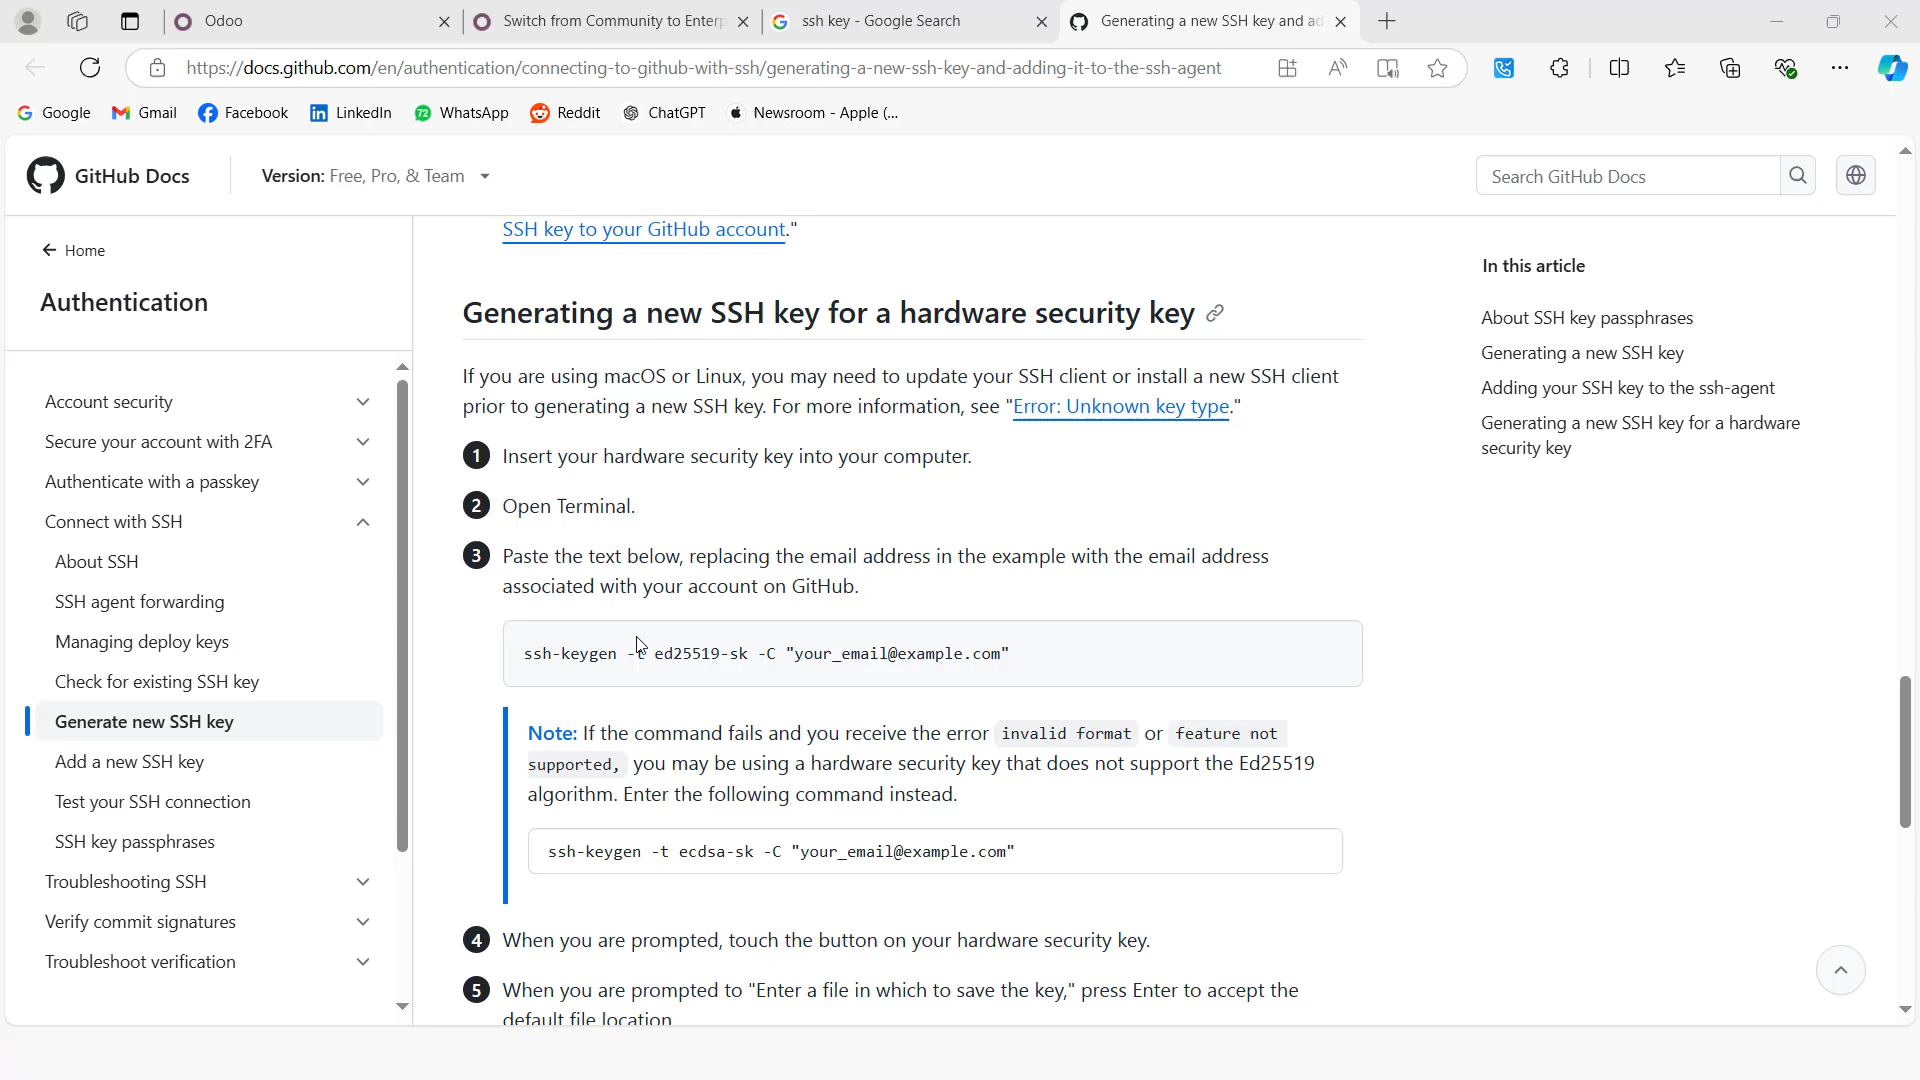 Odoo
Switch from Community to Enterp
ssh key - Google Search
Generating a new SSH key and ad
https://docs.github.com/en/authentication/connecting-to-github-with-ssh/generating-a-new-ssh-key-and-adding-it-to-the-ssh-agent
Google
Gmail
Facebook
LinkedIn
72
WhatsApp
Reddit
ChatGPT
Newsroom - Apple (...
GitHub Docs
Version: Free, Pro, & Team
Search GitHub Docs
Home
Authentication
Account security
Secure your account with 2FA
Authenticate with a passkey
Connect with SSH
About SSH
SSH agent forwarding
Managing deploy keys
Check for existing SSH key
Generate new SSH key
Add a new SSH key
Test your SSH connection
SSH key passphrases
Troubleshooting SSH
Verify commit signatures
Troubleshoot verification
SSH key to your GitHub account."
Generating a new SSH key for a hardware security key
If you are using macOS or Linux, you may need to update your SSH client or install a new SSH client
prior to generating a new SSH key. For more information, see "Error: Unknown key type."
1 Insert your hardware security key into your computer.
2 Open Terminal.
3 Paste the text below, replacing the email address in the example with the email address
associated with your account on GitHub.
ssh-keygen -t ed25519-sk -C "your_email@example.com"
Note: If the command fails and you receive the error invalid format or feature not
supported, you may be using a hardware security key that does not support the Ed25519
algorithm. Enter the following command instead.
ssh-keygen -t ecdsa-sk -C "your_email@example.com"
4 When you are prompted, touch the button on your hardware security key.
5 When you are prompted to "Enter a file in which to save the key," press Enter to accept the
default file location
In this article
About SSH key passphrases
Generating a new SSH key
Adding your SSH key to the ssh-agent
Generating a new SSH key for a hardware
security key